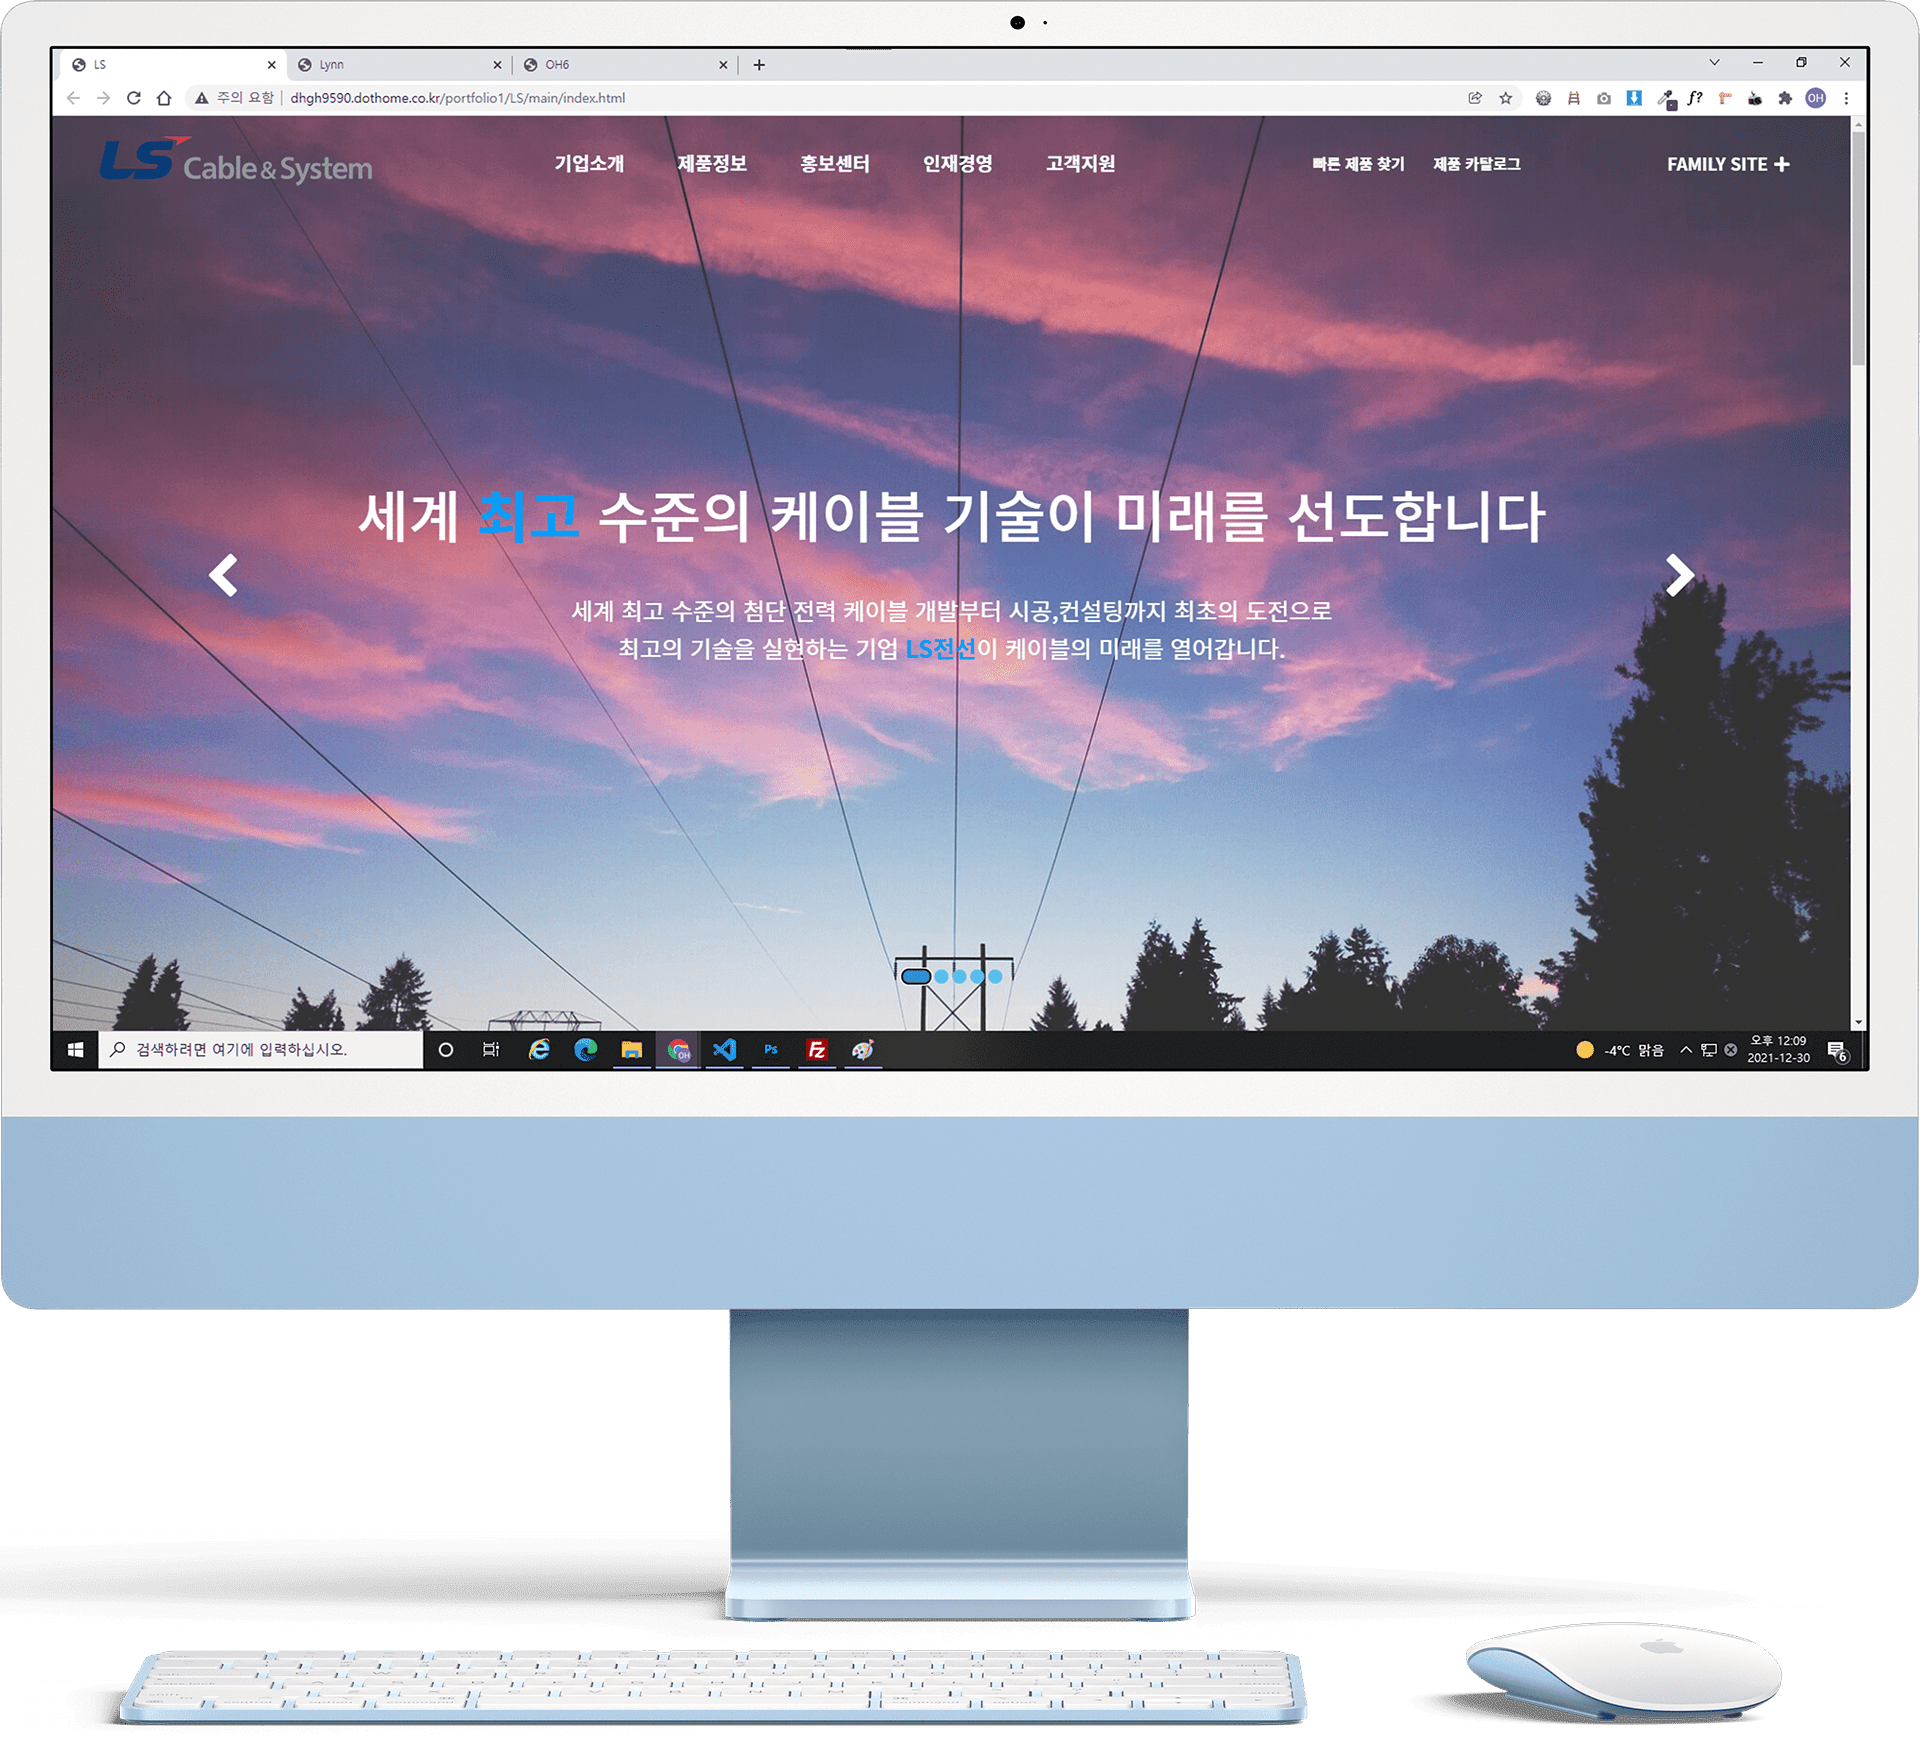 LS
Lynn
OH6
주의 요함
dhgh9590.dothome.co.kr/portfolio1/LS/main/index.html
f?
OH
LS Cable & System
기업소개 제품정보 홍보센터 인재경영 고객지원
빠른 제품 찾기 제품 카탈로그
FAMILY SITE +
세계 최고 수준의 케이블 기술이 미래를 선도합니다
세계 최고 수준의 첨단 전력 케이블 개발부터 시공,컨설팅까지 최초의 도전으로
최고의 기술을 실현하는 기업 LS전선이 케이블의 미래를 열어갑니다.
검색하려면 여기에 입력하십시오.
OH
Ps
Fz
-4°C 맑음
오후 12:09
2021-12-30
6